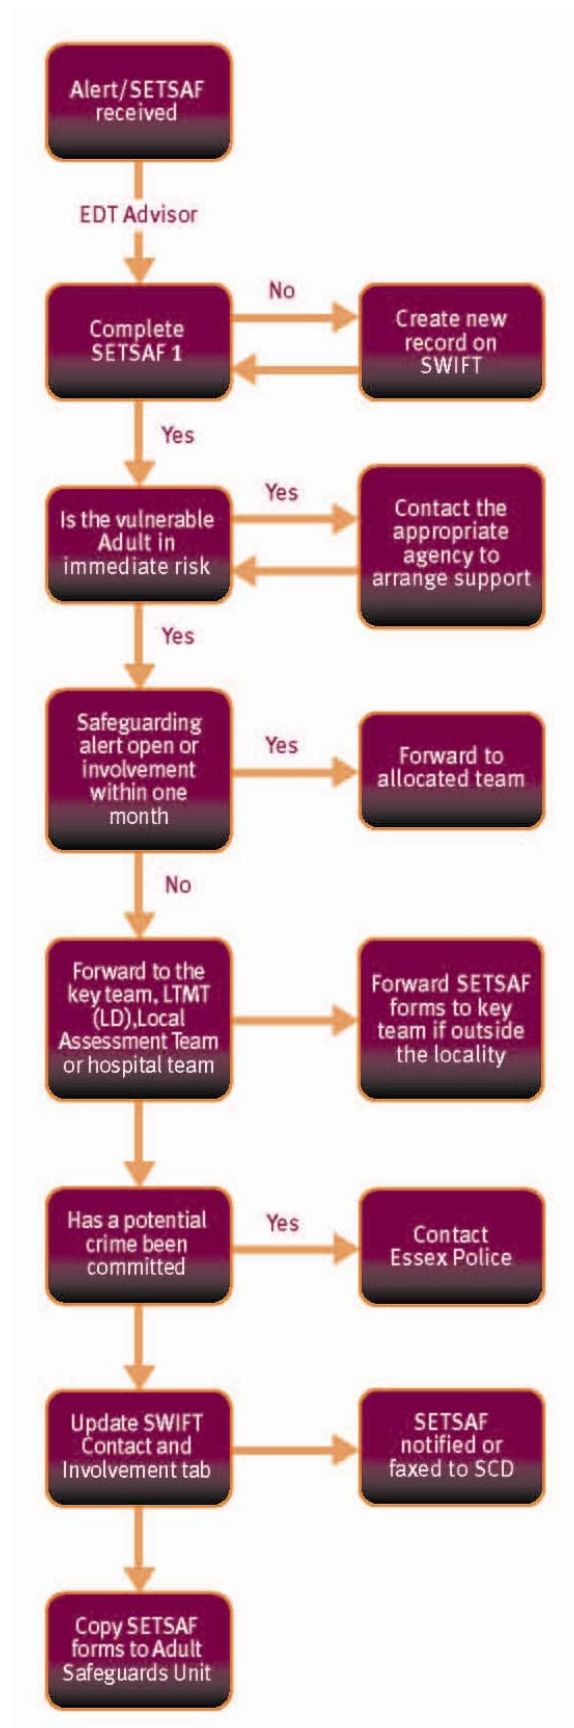 Alert/SETSAF
received
EDT Advisor
Complete
SETSAF 1
No
Create new
record on
SWIFT
Yes
Is the vulnerable
Adult in
immediate risk
Yes
Contact the
appropriate
agency to
arrange support
Yes
Safeguarding
alert open or
involvement
within one
month
Yes
Forward to
allocated team
No
Forward to the
key team, LTMT
(LD),Local
Assessment Team
or hospital team
Forward SETSAF
forms to key
team if outside
the locality
Has a potential
crime been
committed
Yes
Contact
Essex Police
Update SWIFT
Contact and
Involvement tab
SETSAF
notified or
faxed to SCD
Copy SETSAF
forms to Adult
Safeguards Unit